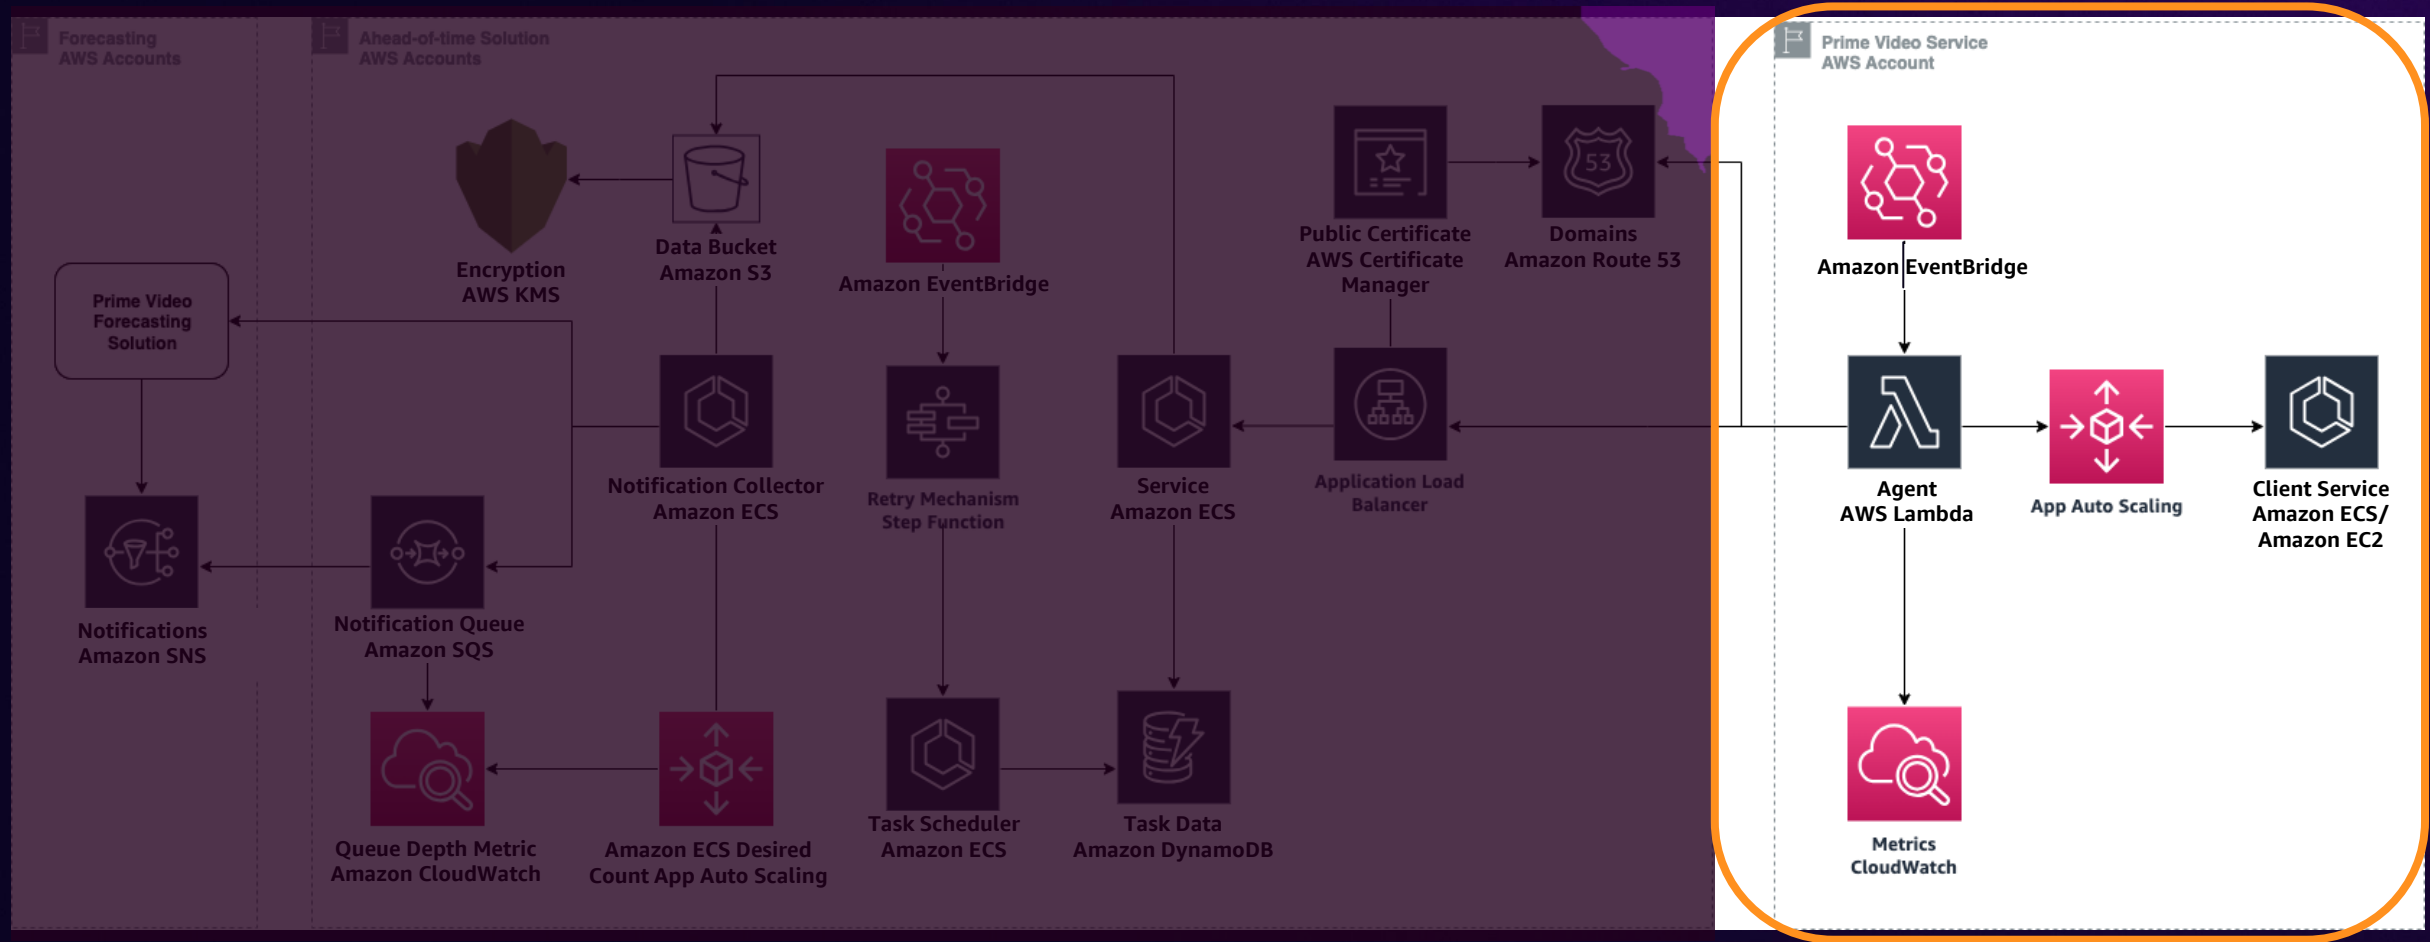 Forecasting
AWS Accounts
Ahead-of-time Solution
AWS Accounts
Prime Video Service
AWS Account
Encryption
AWS KMS
Data Bucket
Amazon S3
Amazon EventBridge
Public Certificate
AWS Certificate
Manager
53
Domains
Amazon Route 53
Amazon EventBridge
Prime Video
Forecasting
Solution
Notification Collector
Amazon ECS
Retry Mechanism
Step Function
Service
Amazon ECS
Application Load
Balancer
Agent
AWS Lambda
App Auto Scaling
Client Service
Amazon ECS/
Amazon EC2
Notifications
Amazon SNS
Notification Queue
Amazon SQS
Queue Depth Metric
Amazon CloudWatch
Amazon ECS Desired
Count App Auto Scaling
Task Scheduler
Amazon ECS
Task Data
Amazon DynamoDB
Metrics
CloudWatch